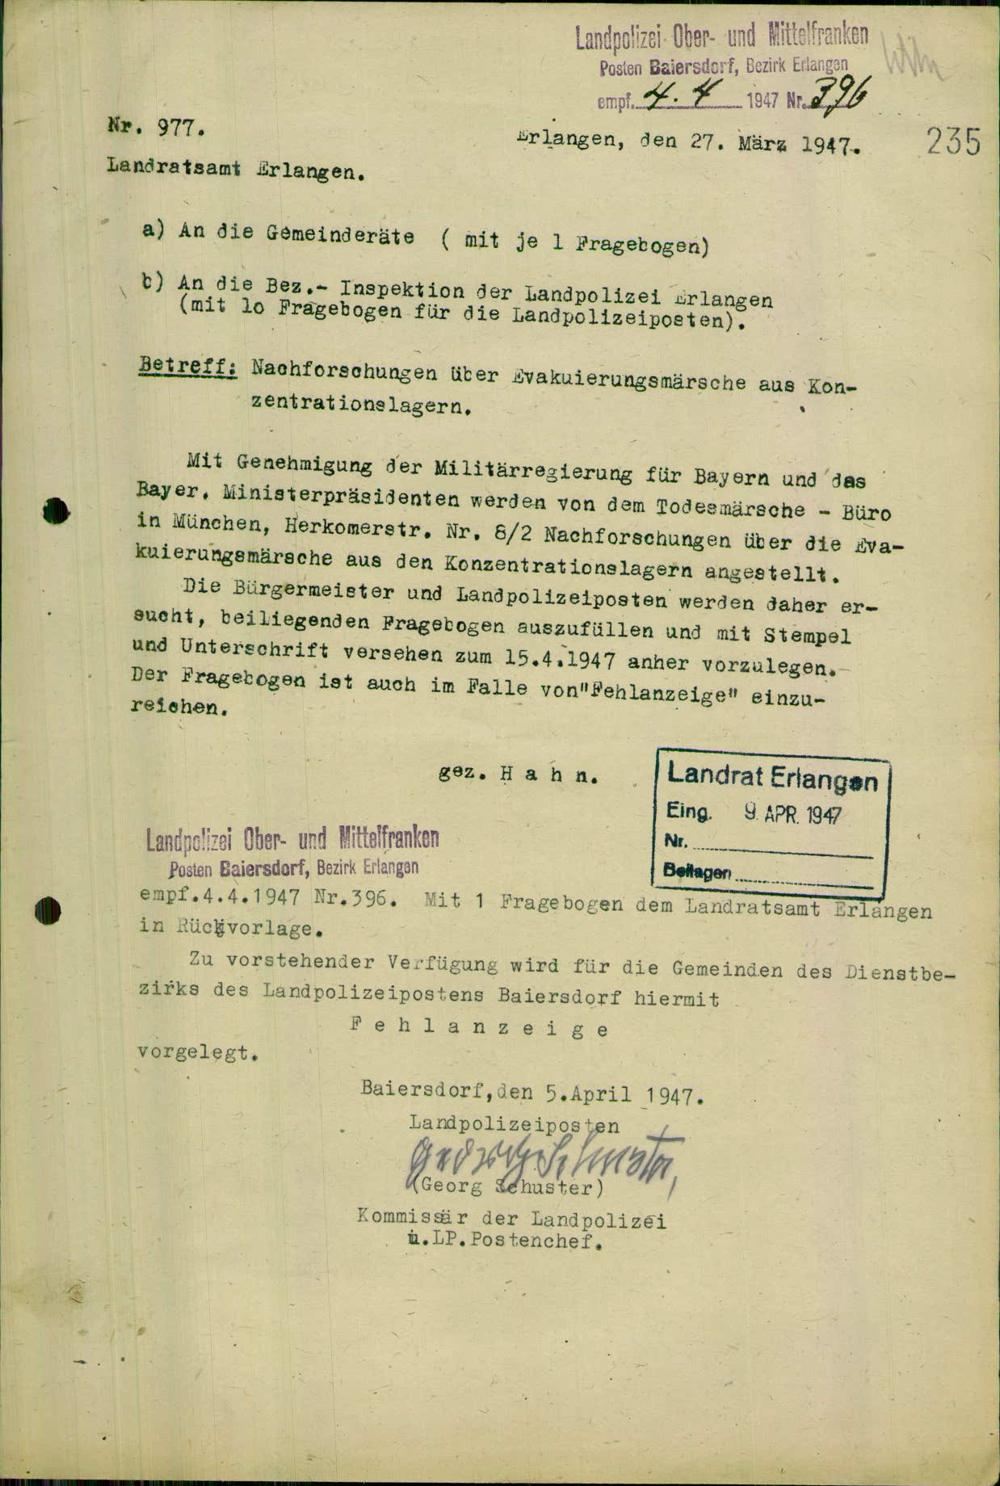 Landpolizei Ober- und Mittelfranken
Posten Baiersdorf, Bezirk Erlangen
empf. 4. 4 1947 Nr. 396
235
Nr. 977.
Erlangen, den 27. März 1947.
Landratsamt Erlangen.
a) An die Gemeinderäte ( mit je 1 Fragebogen)
b) An die Bez.- Inspektion der Landpolizei Erlangen
(mit 10 Fragebogen für die Landpolizeiposten).
Betreff: Nachforschungen über Evakuierungsmärsche aus Kon-
zentrationslagern.
Mit Genehmigung der Militärregierung für Bayern und das
Bayer. Ministerpräsidenten werden von dem Todesmärsche - Büro
in München, Herkomerstr. Nr. 8/2 Nachforschungen über die Eva-
kuierungsmärsche aus den Konzentrationslagern angestellt.
Die Bürgermeister und Landpolizeiposten werden daher er-
sucht, beiliegenden Fragebogen auszufüllen und mit Stempel
und Unterschrift versehen zum 15.4.1947 anher vorzulegen.-
Der Fragebogen ist auch im Falle von"Fehlanzeige" einzu-
reichen.
gez. H a h n.
Landrat Erlangen
Eing. 9. APR. 1947
Nr.
Beilagen
Landpolizei Ober- und Mittelfranken
Posten Baiersdorf, Bezirk Erlangen
empf.4.4.1947 Nr.396. Mit 1 Fragebogen dem Landratsamt Erlangen
in Rückvorlage.
Zu vorstehender Verfügung wird für die Gemeinden des Dienstbe-
zirks des Landpolizeipostens Baiersdorf hiermit
F e h l a n z e i g e
vorgelegt.
Baiersdorf,den 5.April 1947.
Landpolizeiposten
Georg Schuster,
(Georg Schuster)
Kommissär der Landpolizei
u.LP.Postenchef.